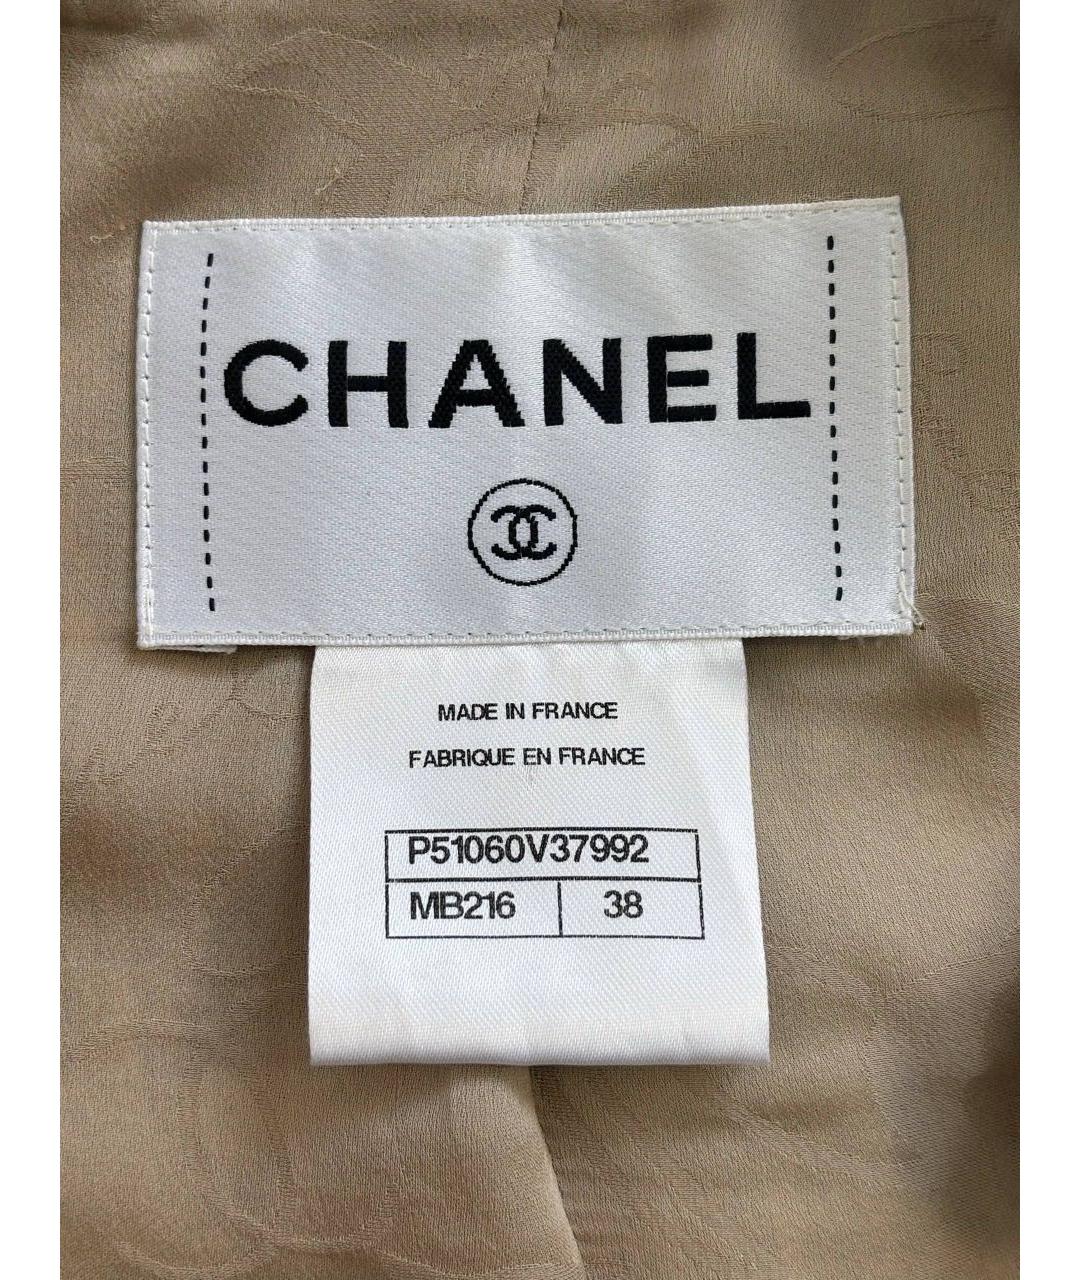 CHANEL
MADE IN FRANCE
FABRIQUE EN FRANCE
P51060V37992
MB216 38